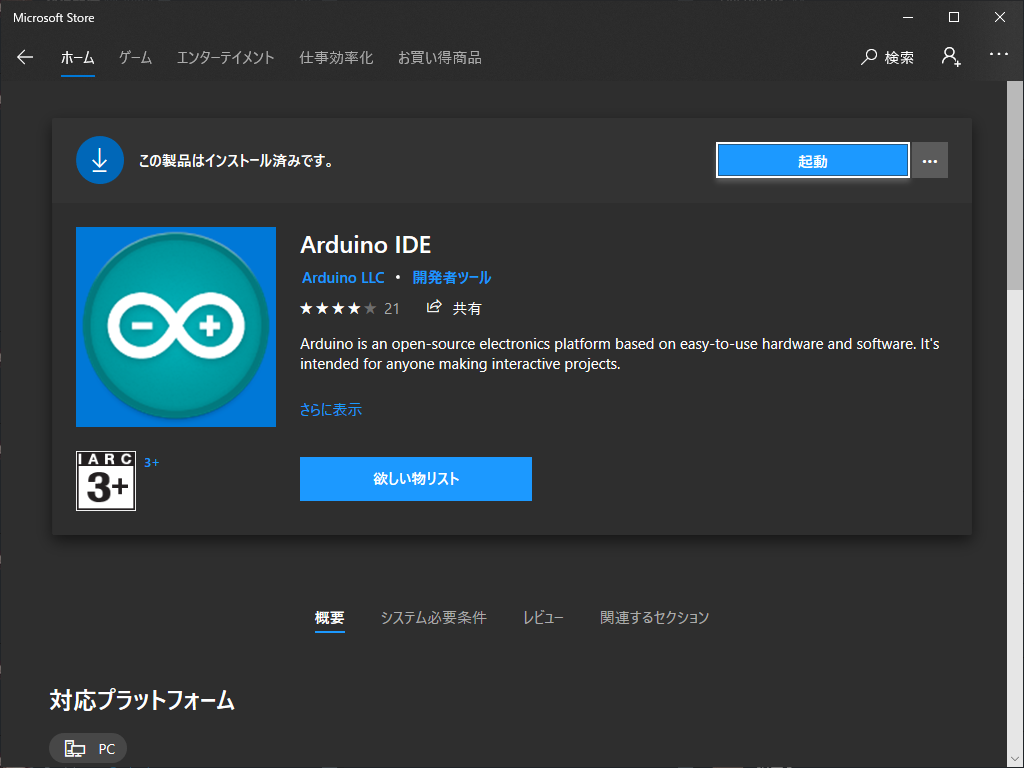 Microsoft Store
ホーム ゲーム エンターテイメント 仕事効率化 お買い得商品 検索
この製品はインストール済みです。 起動
Arduino IDE
Arduino LLC • 開発者ツール
21 共有
Arduino is an open-source electronics platform based on easy-to-use hardware and software. It's
intended for anyone making interactive projects.
さらに表示
IARC
3+
3+
欲しい物リスト
概要 システム必要条件 レビュー 関連するセクション
対応プラットフォーム
PC